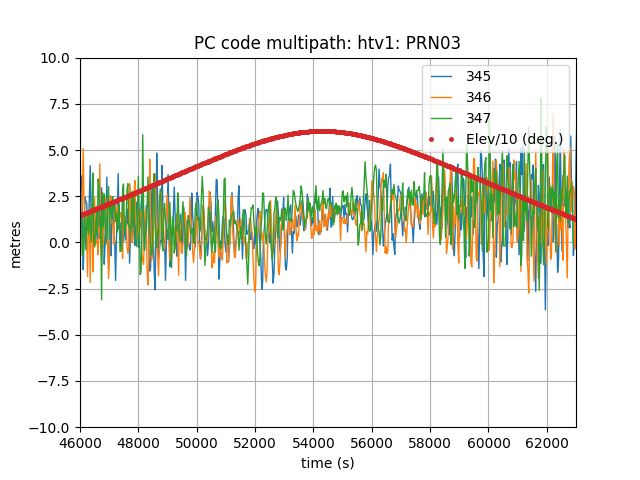 PC code multipath: htv1: PRN03
10.0
7.5
5.0
2.5
0.0
−2.5
−5.0
−7.5
−10.0
metres
345
346
347
Elev/10 (deg.)
46000 48000 50000 52000 54000 56000 58000 60000 62000
time (s)